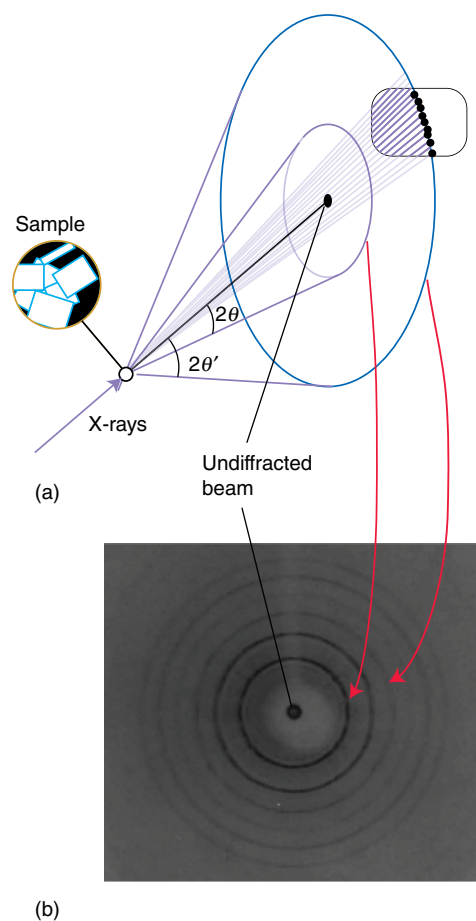 Sample
2θ
2θ′
X-rays
Undiffracted
beam
(a)
(b)